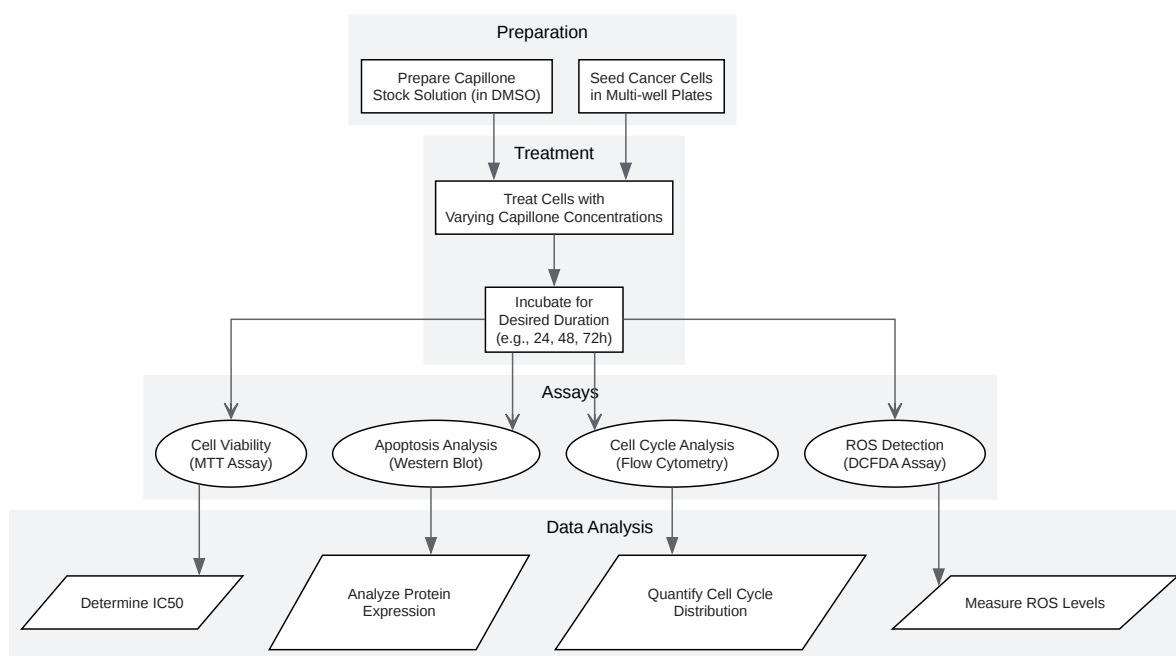 Preparation
Prepare Capillone
Stock Solution (in DMSO)
Seed Cancer Cells
in Multi-well Plates
Treatment
Treat Cells with
Varying Capillone Concentrations
Incubate for
Desired Duration
(e.g., 24, 48, 72h)
Assays
Cell Viability
(MTT Assay)
Apoptosis Analysis
(Western Blot)
Cell Cycle Analysis
(Flow Cytometry)
ROS Detection
(DCFDA Assay)
Data Analysis
Determine IC50
Analyze Protein
Expression
Quantify Cell Cycle
Distribution
Measure ROS Levels